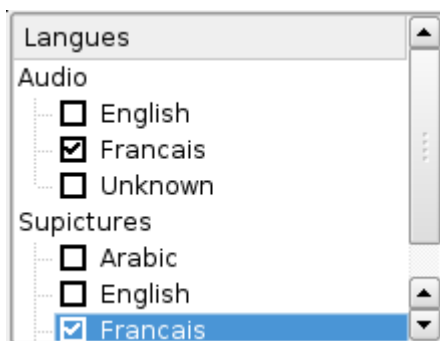 Langues
Audio
English
Francais
Unknown
Supictures
Arabic
English
Francais